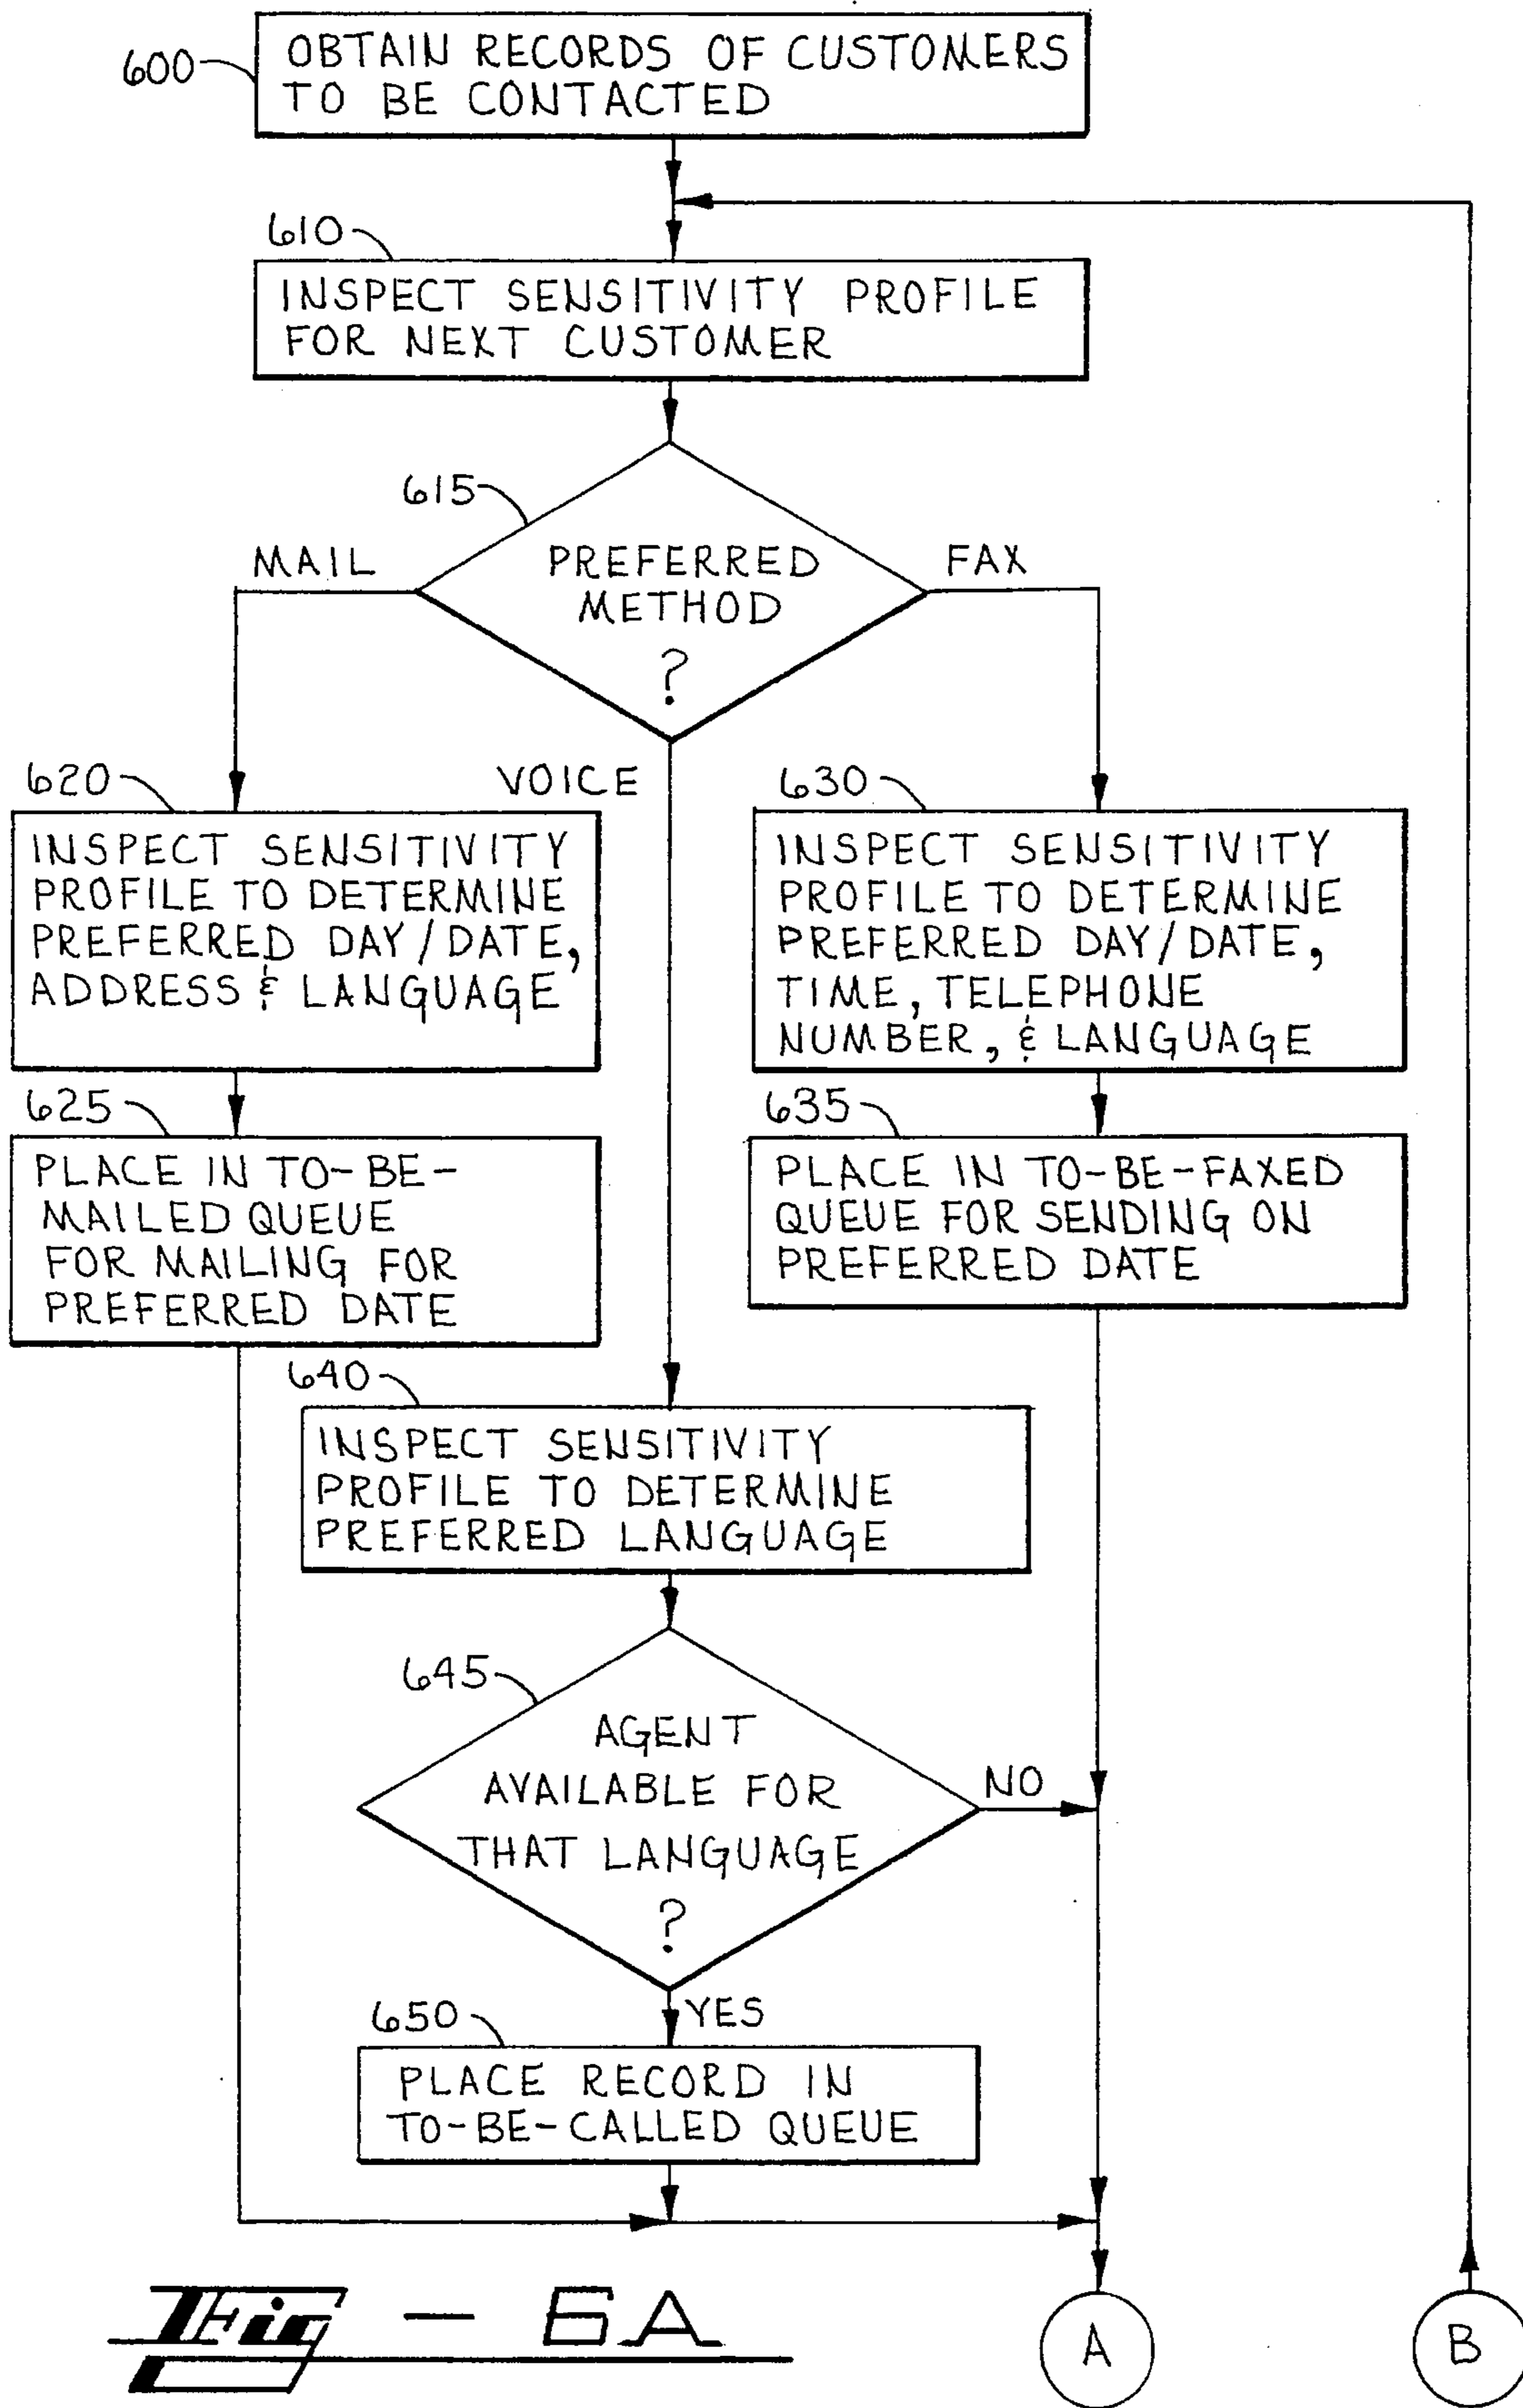 600
OBTAIN RECORDS OF CUSTOMERS
TO BE CONTACTED
610
INSPECT SENSITIVITY PROFILE
FOR NEXT CUSTOMER
615
MAIL
PREFERRED
METHOD
?
FAX
VOICE
620
INSPECT SENSITIVITY
PROFILE TO DETERMINE
PREFERRED DAY/DATE,
ADDRESS & LANGUAGE
630
INSPECT SENSITIVITY
PROFILE TO DETERMINE
PREFERRED DAY/DATE,
TIME, TELEPHONE
NUMBER, & LANGUAGE
625
PLACE IN TO-BE-
MAILED QUEUE
FOR MAILING FOR
PREFERRED DATE
635
PLACE IN TO-BE-FAXED
QUEUE FOR SENDING ON
PREFERRED DATE
640
INSPECT SENSITIVITY
PROFILE TO DETERMINE
PREFERRED LANGUAGE
645
AGENT
AVAILABLE FOR
THAT LANGUAGE
?
NO
YES
650
PLACE RECORD IN
TO-BE-CALLED QUEUE
A
B
Fig - 6A